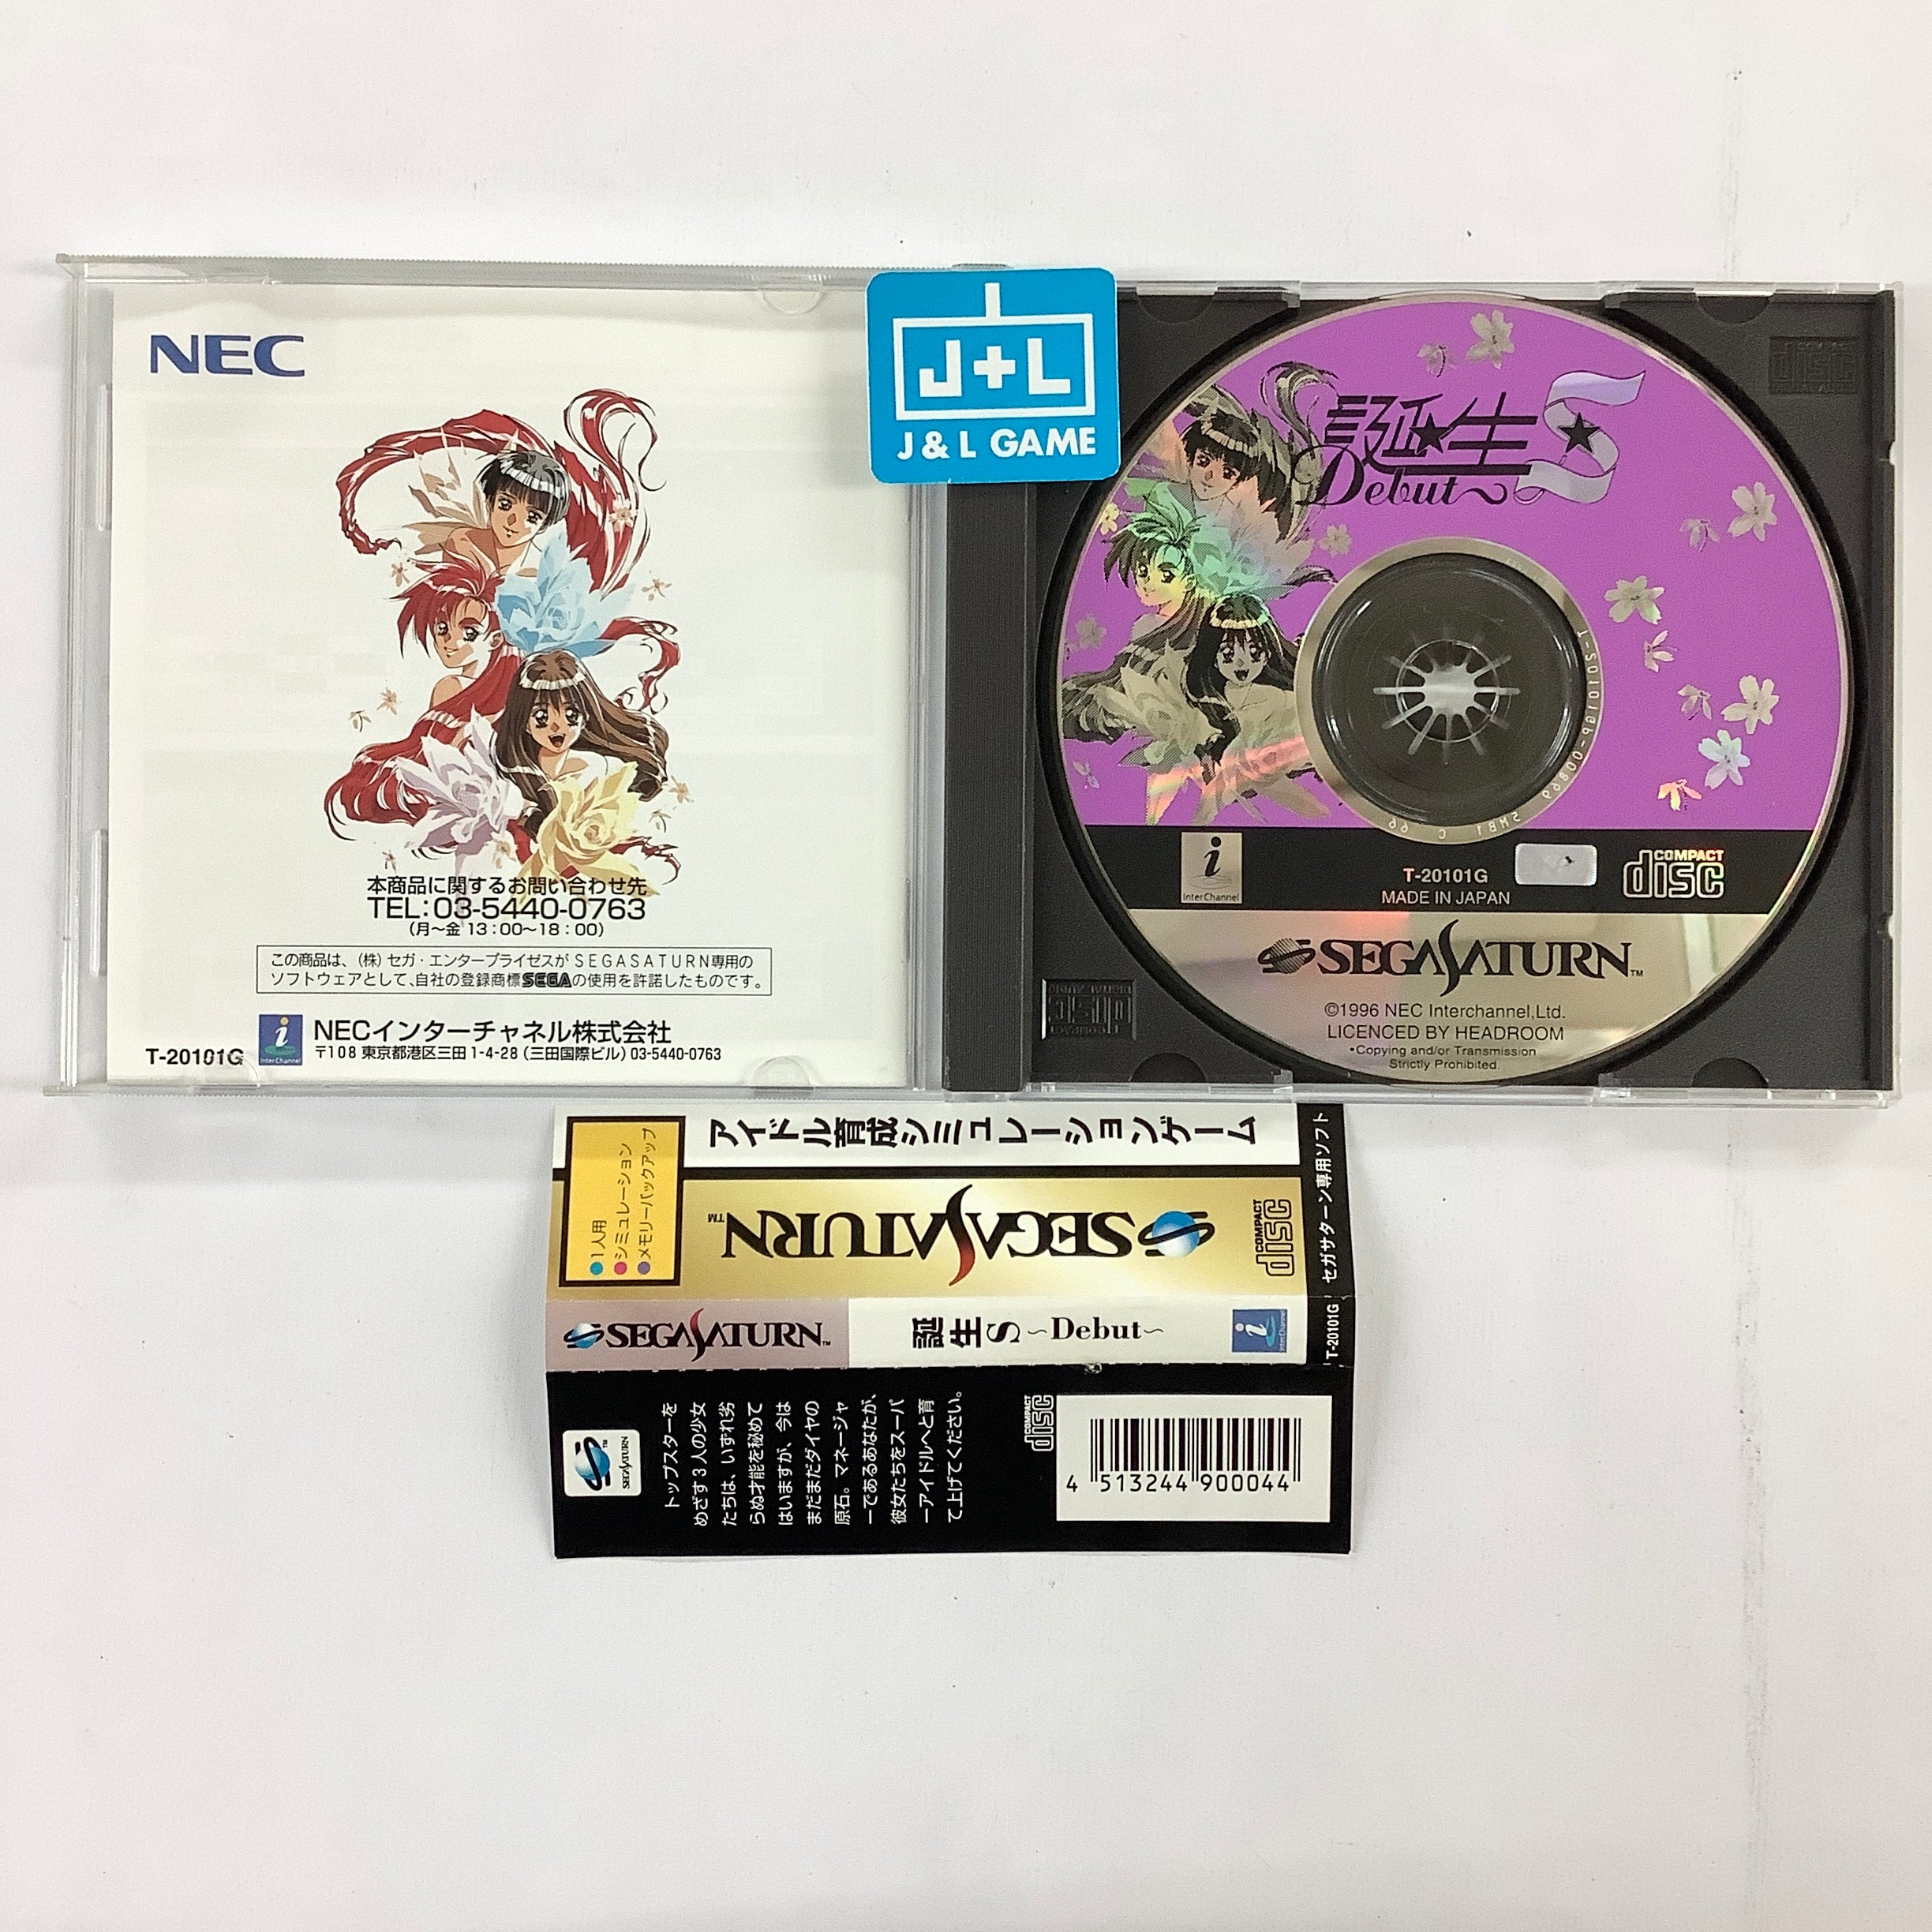 NEC
本商品に関するお問い合わせ先
TEL:03-5440-0763
(月〜金 13:00〜18:00)
この商品は、(株)セガ・エンタープライゼスがSEGASATURN専用の
ソフトウェアとして、自社の登録商標SEGAの使用を許諾したものです。
T-20101G
i
InterChannel
NECインターチャネル株式会社
〒108 東京都港区三田1-4-28(三田国際ビル) 03-5440-0763
J+L
J & L GAME
誕★生S★
Debut〜
i
InterChannel
T-20101G
MADE IN JAPAN
COMPACT
disc
SEGASATURN™
©1996 NEC Interchannel,Ltd.
LICENCED BY HEADROOM
•Copying and/or Transmission
Strictly Prohibited.
COMPACT
disc
DIGITAL AUDIO
アイドル育成シミュレーションゲーム
●1人用
●シミュレーション
●メモリーバックアップ
SEGASATURN™
COMPACT
disc
セガサターン専用ソフト
T-20101G
SEGASATURN™
誕生S 〜Debut〜
i
InterChannel
SEGASATURN™
トップスターを
めざす3人の少女
たちは、いずれ劣
らぬ才能を秘めて
はいますが、今は
まだまだダイヤの
原石。マネージャ
ーであるあなたが、
彼女たちをスーパ
ーアイドルへと育
て上げてください。
COMPACT
disc
4 513244 900044